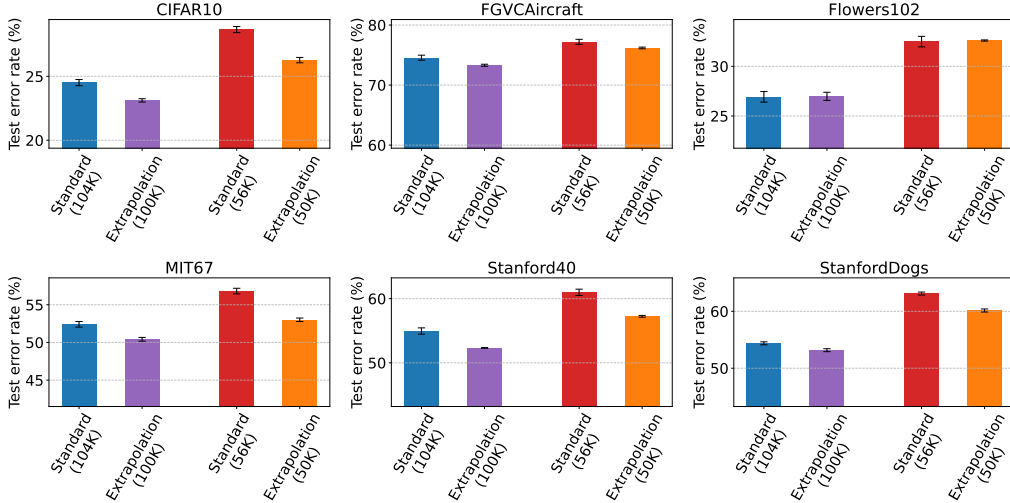 CIFAR10
Test error rate (%)
25
20
Standard
(104K)
Extrapolation
(100K)
Standard
(56K)
Extrapolation
(50K)
FGVCAircraft
Test error rate (%)
80
70
60
Standard
(104K)
Extrapolation
(100K)
Standard
(56K)
Extrapolation
(50K)
Flowers102
Test error rate (%)
30
25
Standard
(104K)
Extrapolation
(100K)
Standard
(56K)
Extrapolation
(50K)
MIT67
Test error rate (%)
55
50
45
Standard
(104K)
Extrapolation
(100K)
Standard
(56K)
Extrapolation
(50K)
Stanford40
Test error rate (%)
60
50
Standard
(104K)
Extrapolation
(100K)
Standard
(56K)
Extrapolation
(50K)
StanfordDogs
Test error rate (%)
60
50
Standard
(104K)
Extrapolation
(100K)
Standard
(56K)
Extrapolation
(50K)